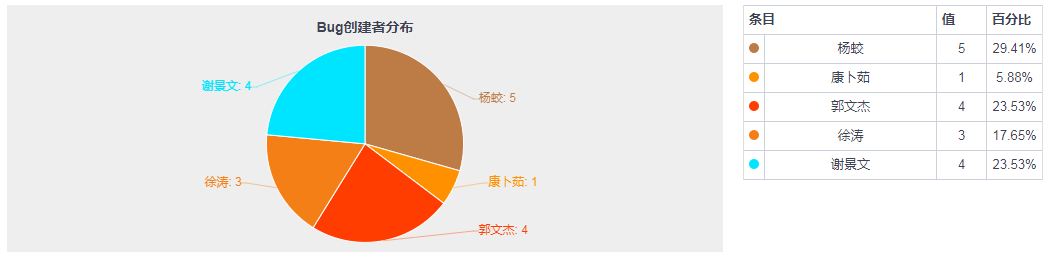 Bug创建者分布
谢景文: 4
杨蛟: 5
徐涛: 3
康卜茹: 1
郭文杰: 4
条目 值 百分比
杨蛟 5 29.41%
康卜茹 1 5.88%
郭文杰 4 23.53%
徐涛 3 17.65%
谢景文 4 23.53%